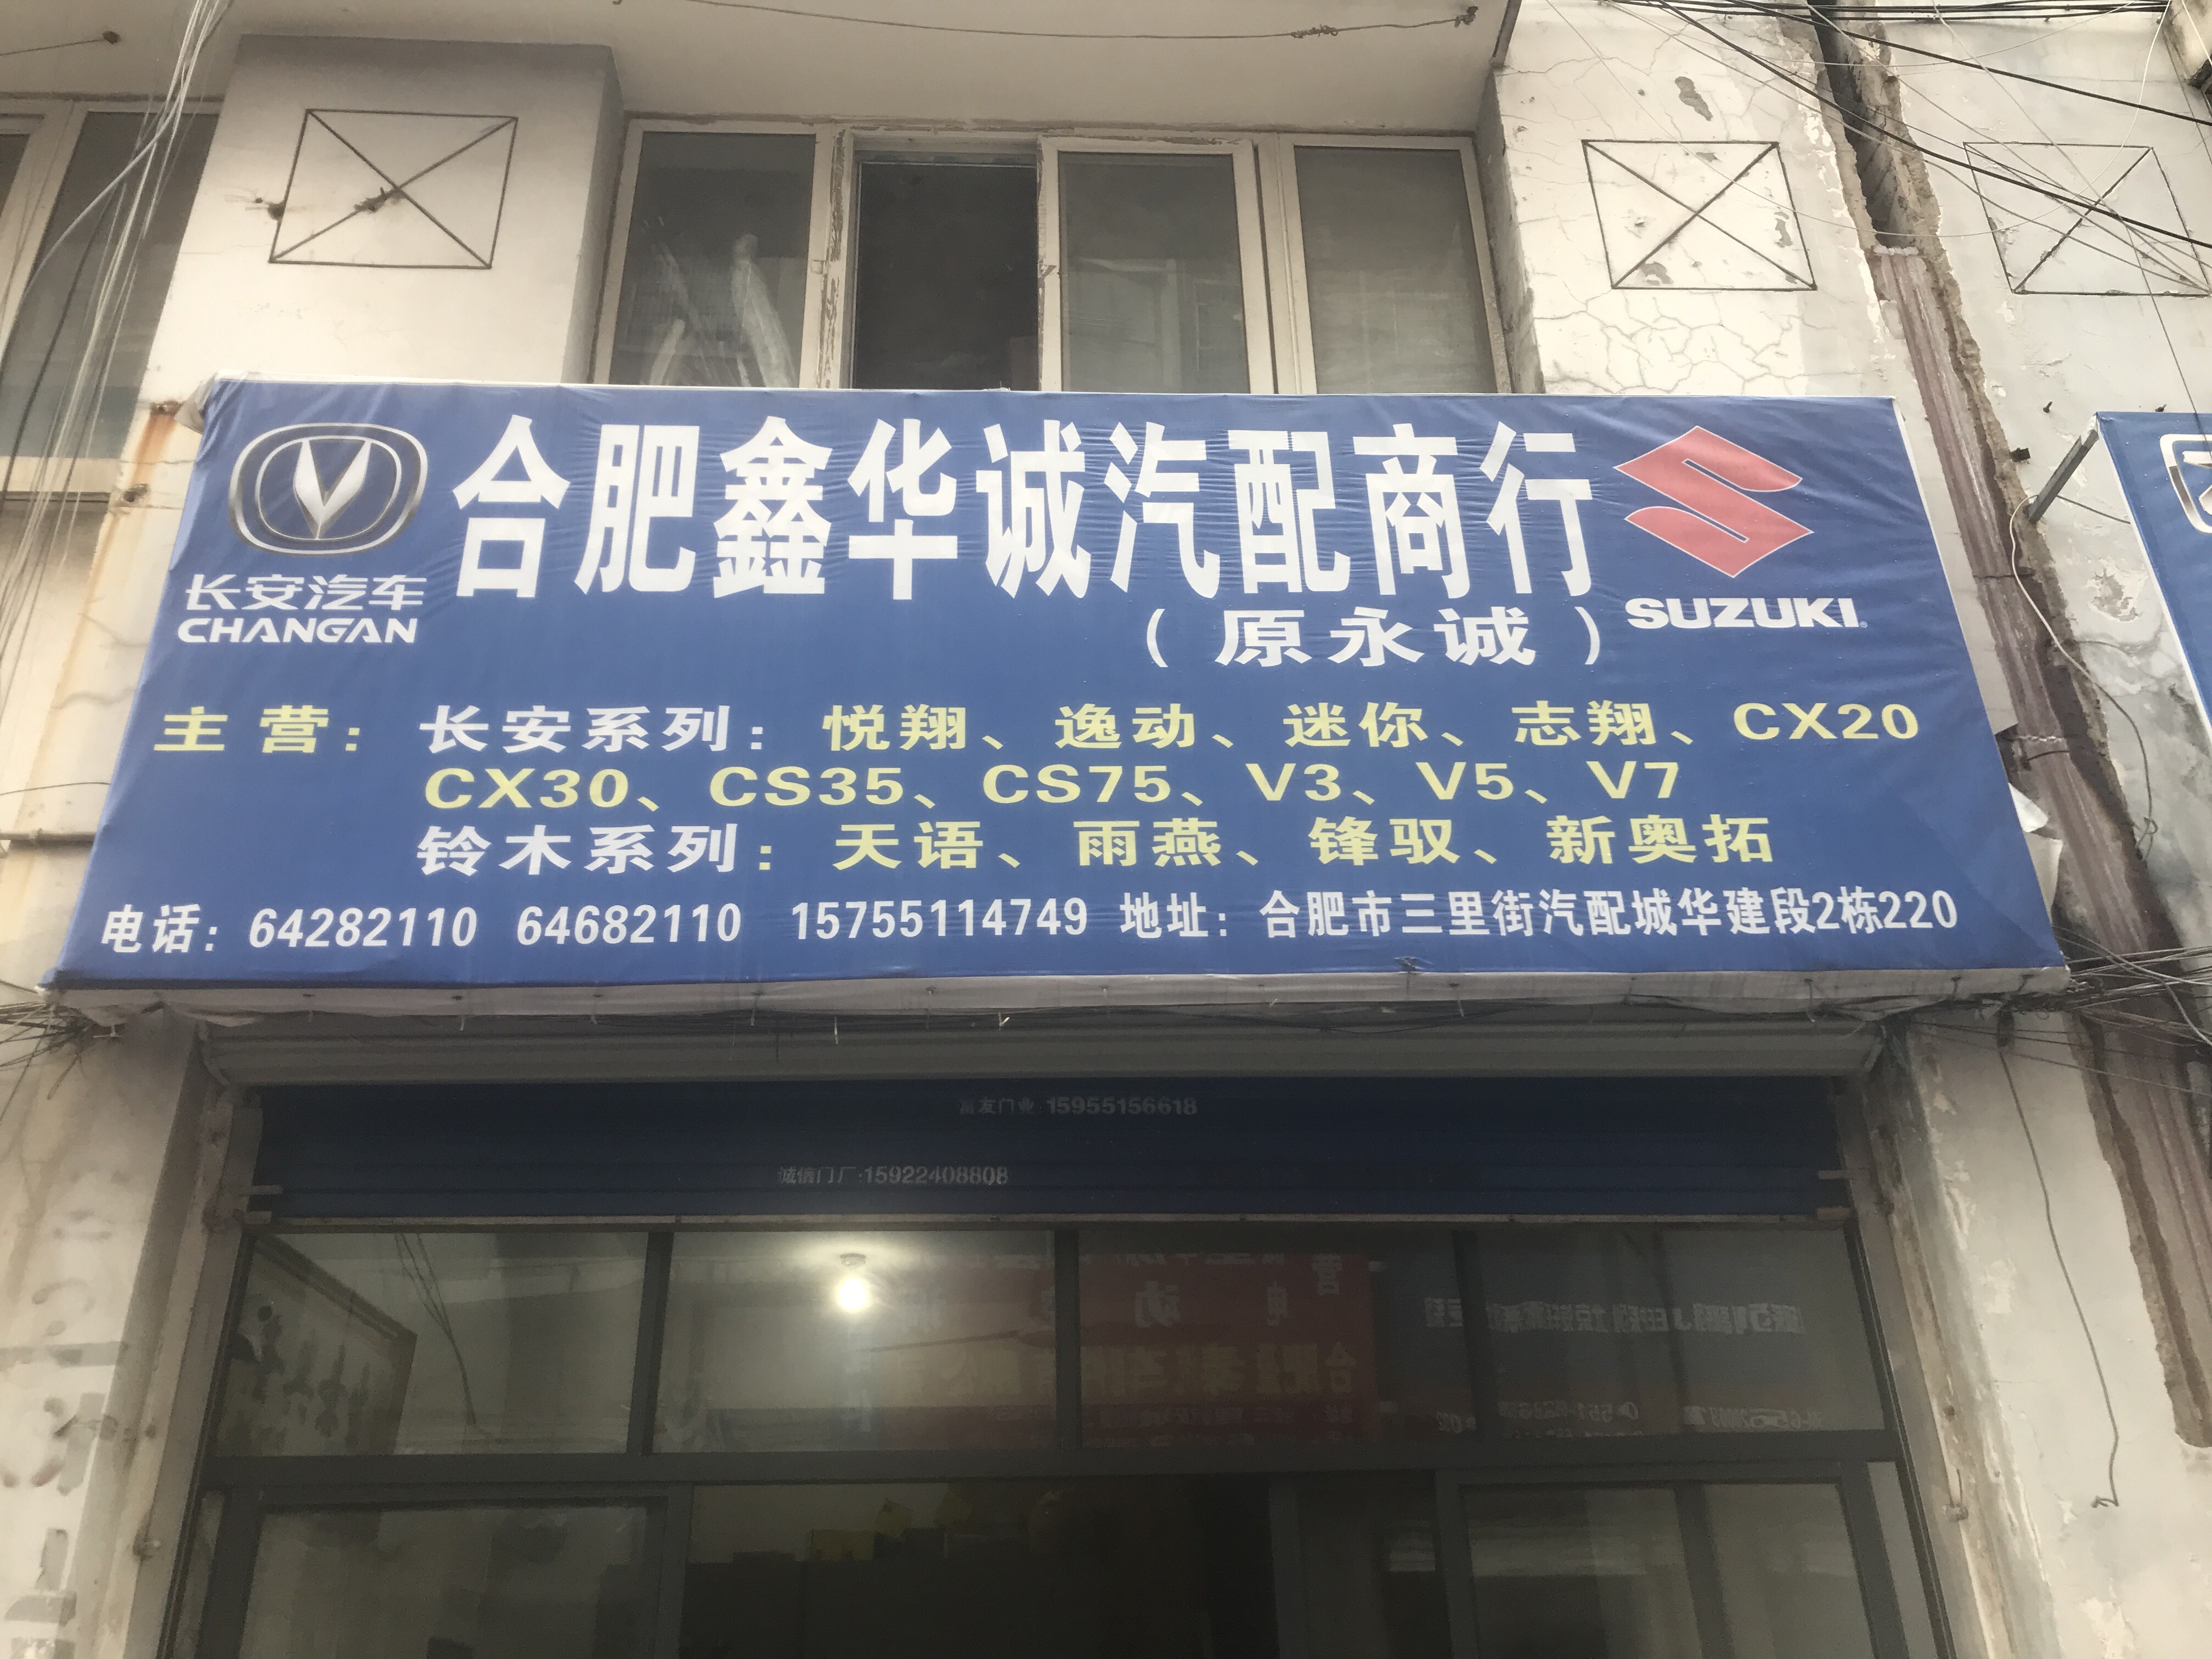 合肥鑫华诚汽配商行
(原永诚)
长安汽车
CHANGAN
SUZUKI
主营：长安系列：悦翔、逸动、迷你、志翔、CX20
CX30、CS35、CS75、V3、V5、V7
铃木系列：天语、雨燕、锋驭、新奥拓
电话：64282110 64682110 15755114749 地址：合肥市三里街汽配城华建段2栋220
友门业:15955156618
诚信门厂:15922408808